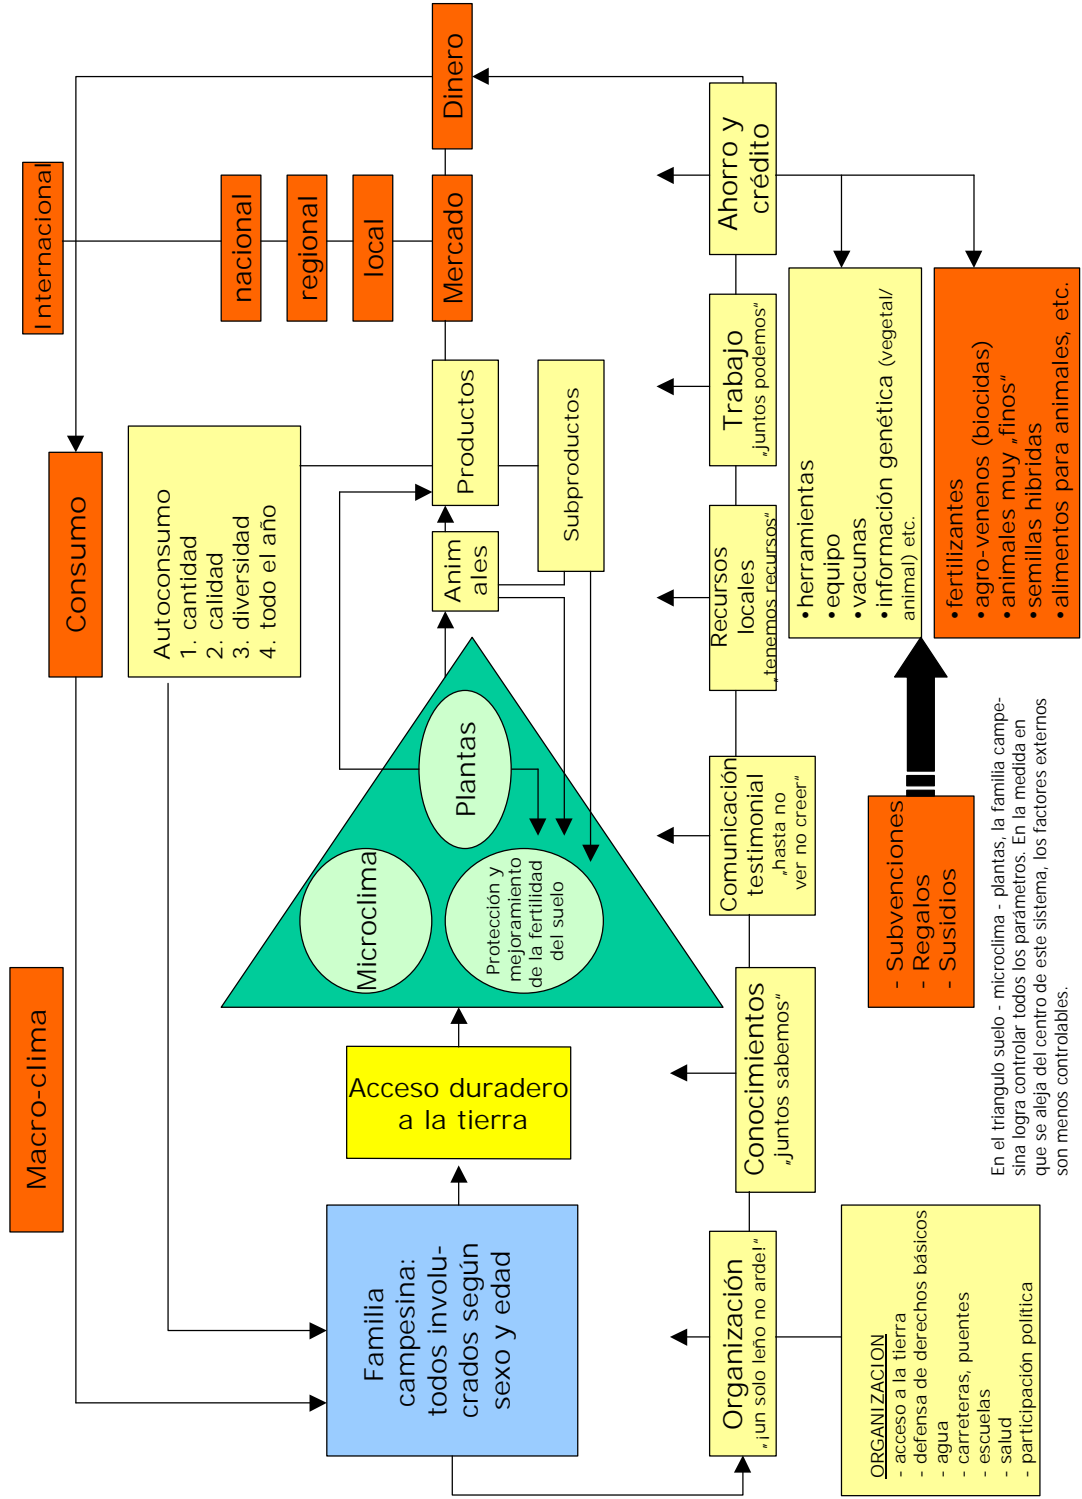 Macro-clima
Consumo
Internacional
nacional
regional
local
Mercado
Dinero
Autoconsumo
1. cantidad
2. calidad
3. diversidad
4. todo el año
Familia
campesina:
todos involu-
crados según
sexo y edad
Acceso duradero
a la tierra
Microclima
Plantas
Protección y
mejoramiento
de la fertilidad
del suelo
Anim
ales
Productos
Subproductos
Organización
„¡un solo leño no arde!“
Conocimientos
„juntos sabemos“
Comunicación
testimonial
„hasta no
ver no creer“
Recursos
locales
„tenemos recursos“
Trabajo
„juntos podemos“
Ahorro y
crédito
ORGANIZACION
- acceso a la tierra
- defensa de derechos básicos
- agua
- carreteras, puentes
- escuelas
- salud
- participación política
- Subvenciones
- Regalos
- Susidios
•herramientas
•equipo
•vacunas
•información genética (vegetal/
animal) etc.
•fertilizantes
•agro-venenos (biocidas)
•animales muy „finos“
•semillas hibridas
•alimentos para animales, etc.
En el triangulo suelo - microclima - plantas, la familia campe-
sina logra controlar todos los parámetros. En la medida en
que se aleja del centro de este sistema, los factores externos
son menos controlables.